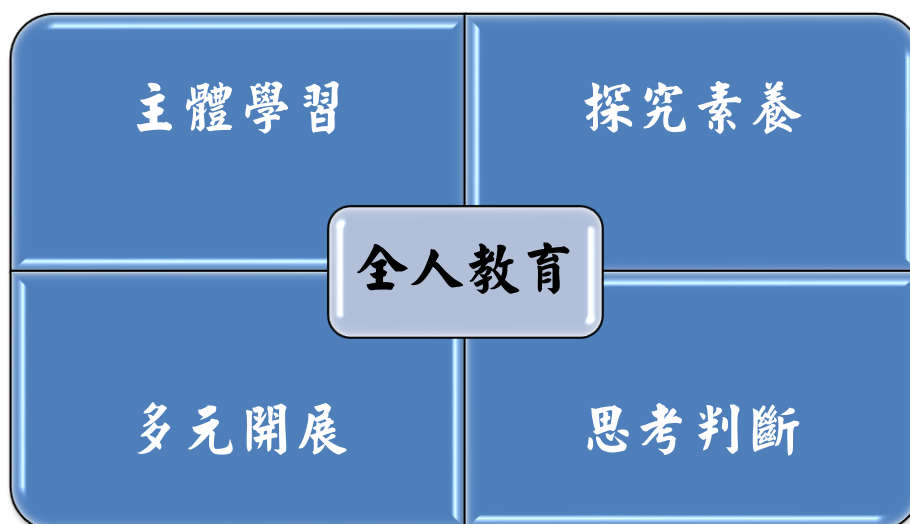 主體學習
探究素養
全人教育
多元開展
思考判斷